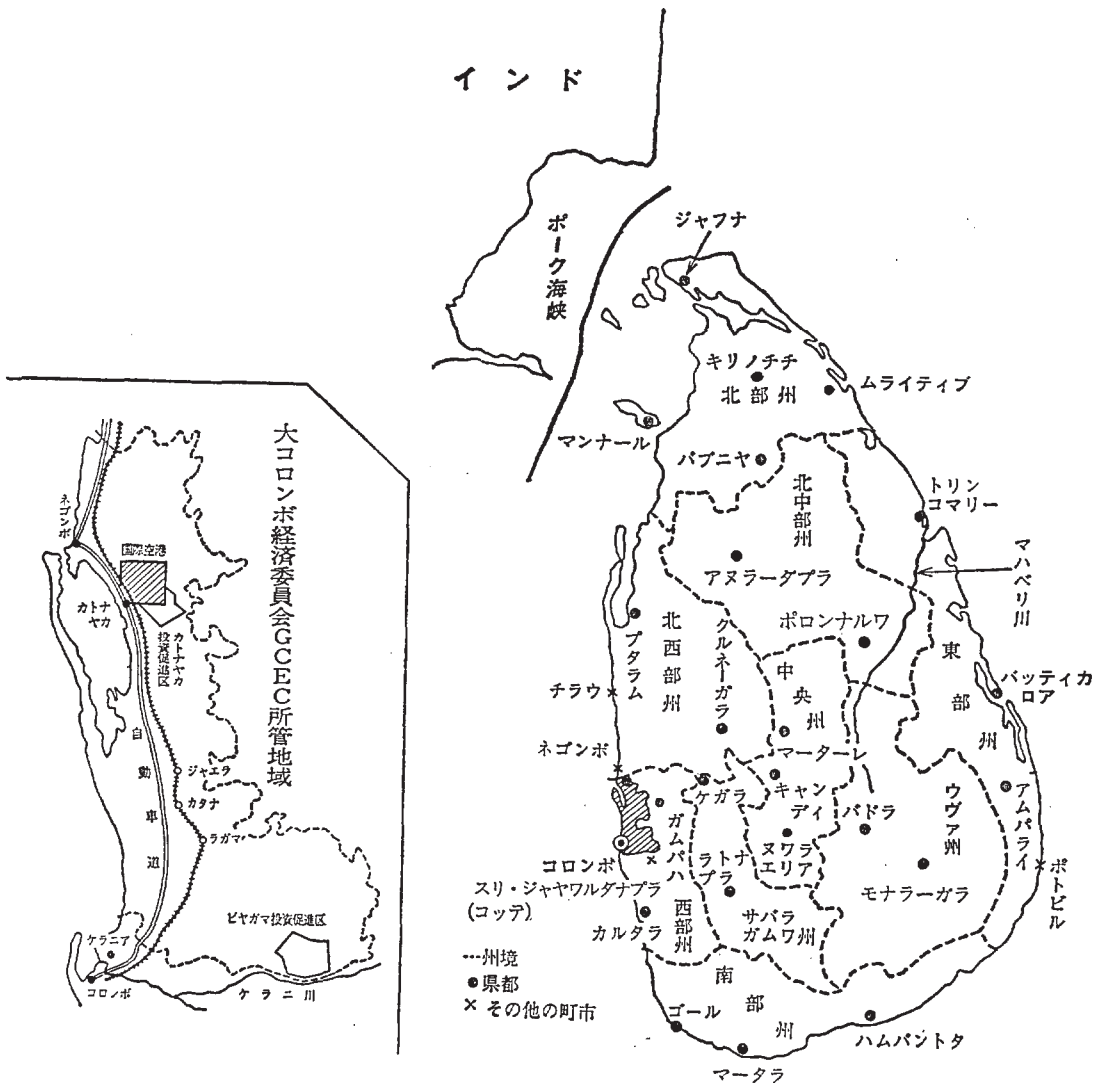 インド
ポーク海峡
ジャフナ
キリノチチ
北部州
ムライティブ
マンナール
バブニヤ
北中部州
トリン
コマリー
マハベリ川
アヌラーダプラ
ポロンナルワ
プタラム
北西部州
クルネーガラ
中央州
東部州
バッティカ
ロア
チラウ
ネゴンボ
マーターレ
ケガラ
キャン
ディ
バドラ
ウヴァ州
アムパライ
ガムパハ
コロンボ
ラトナ
プラ
ヌワラ
エリア
モナラーガラ
ポトビル
スリ・ジャヤワルダナプラ
(コッテ)
カルタラ
西部州
サバラ
ガムワ州
南部州
ゴール
マータラ
ハムバントタ
---州境
●県都
× その他の町市
大コロンボ経済委員会GCEC所管地域
ネゴンボ
国際空港
カトナ
ヤカ
カトナヤカ
投資促進区
自動車道
ジャエラ
カタナ
ラガマ
ビヤガマ投資促進区
ケラニア
コロノボ
ケラニ川